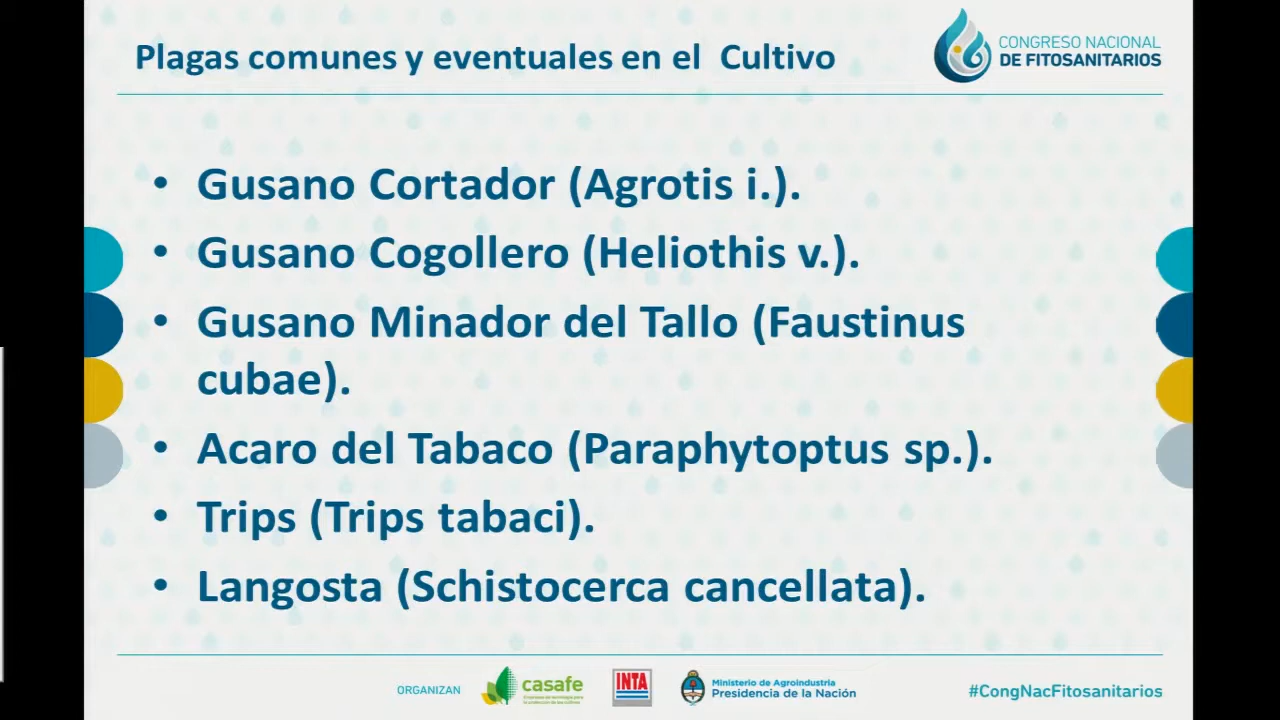 Plagas comunes y eventuales en el Cultivo
CONGRESO NACIONAL
DE FITOSANITARIOS
• Gusano Cortador (Agrotis i.).
• Gusano Cogollero (Heliothis v.).
• Gusano Minador del Tallo (Faustinus
cubae).
• Acaro del Tabaco (Paraphytoptus sp.).
• Trips (Trips tabaci).
• Langosta (Schistocerca cancellata).
ORGANIZAN
casafe
INTA
Ministerio de Agroindustria
Presidencia de la Nación
#CongNacFitosanitarios